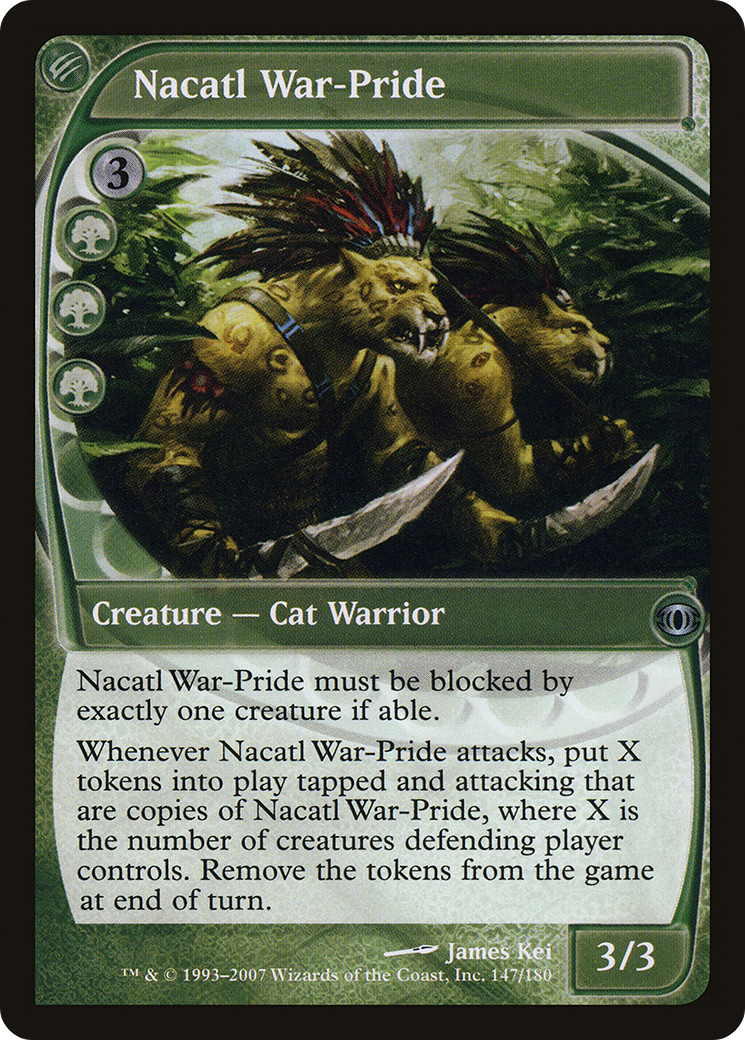 Nacatl War-Pride
3
Creature — Cat Warrior
Nacatl War-Pride must be blocked by
exactly one creature if able.
Whenever Nacatl War-Pride attacks, put X
tokens into play tapped and attacking that
are copies of Nacatl War-Pride, where X is
the number of creatures defending player
controls. Remove the tokens from the game
at end of turn.
James Kei
™ & © 1993–2007 Wizards of the Coast, Inc. 147/180
3/3